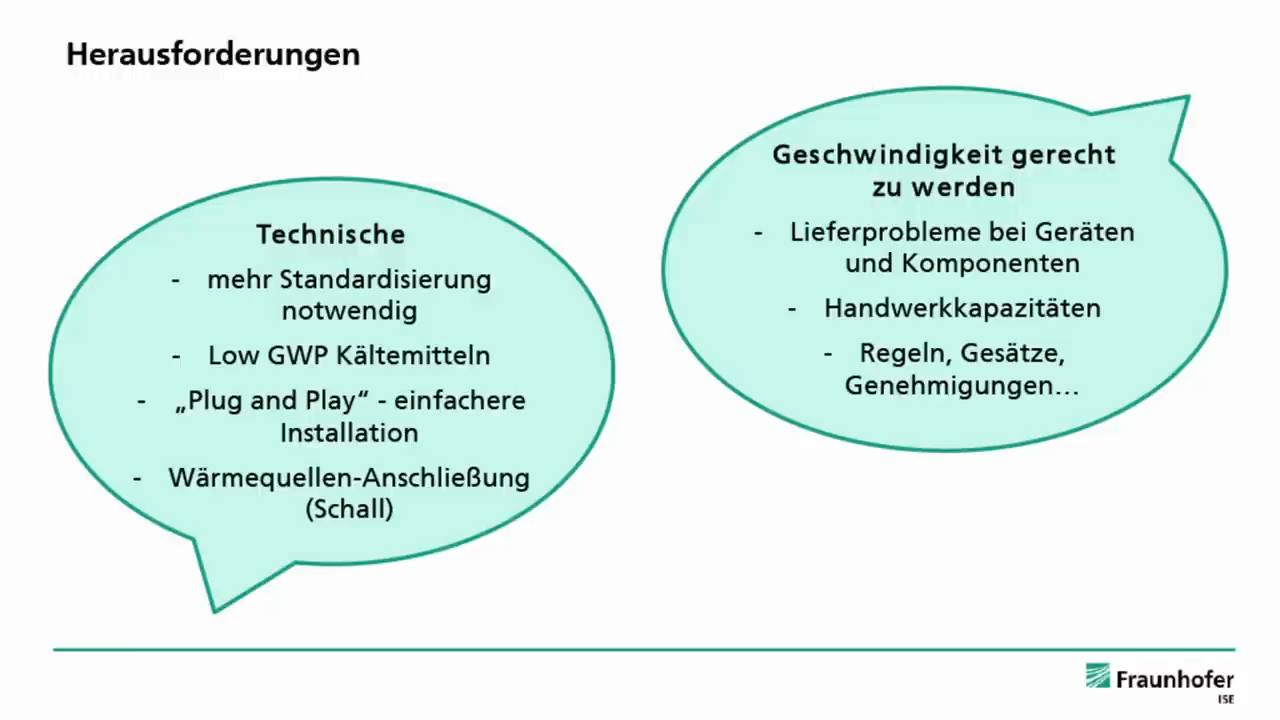 Herausforderungen
Technische
- mehr Standardisierung
notwendig
- Low GWP Kältemitteln
- „Plug and Play“ - einfachere
Installation
- Wärmequellen-Anschließung
(Schall)
Geschwindigkeit gerecht
zu werden
- Lieferprobleme bei Geräten
und Komponenten
- Handwerkkapazitäten
- Regeln, Gesätze,
Genehmigungen...
Fraunhofer
ISE